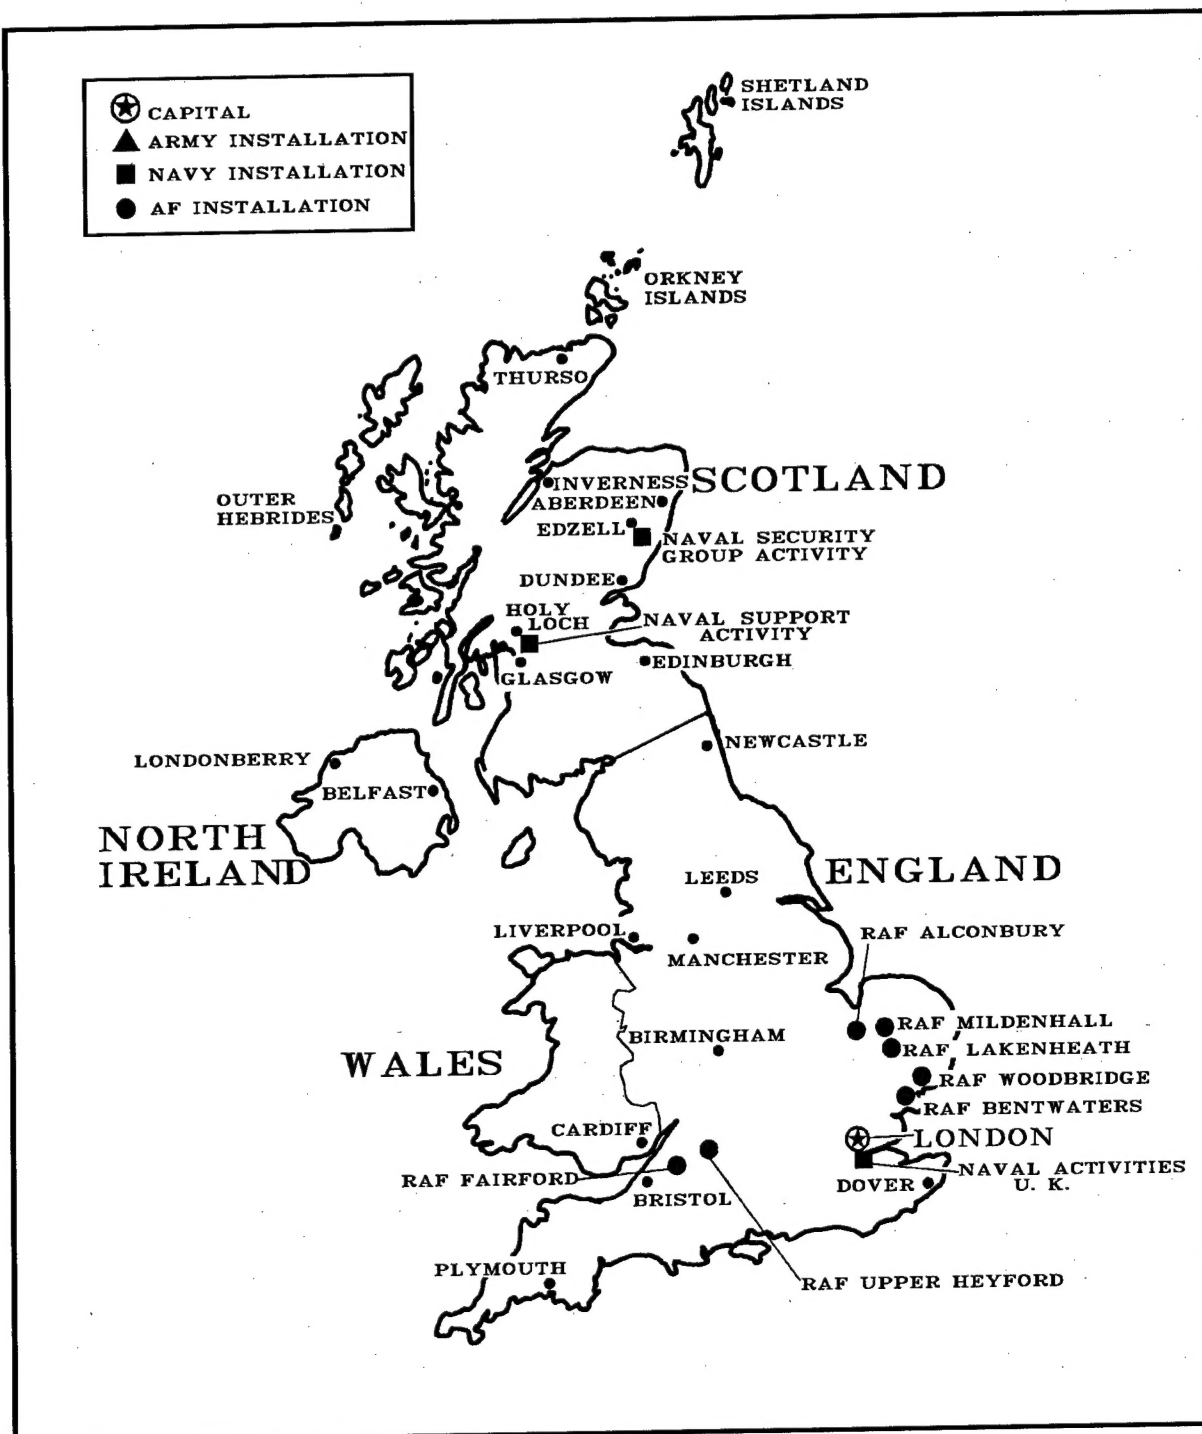 CAPITAL
ARMY INSTALLATION
NAVY INSTALLATION
AF INSTALLATION
SHETLAND
ISLANDS
ORKNEY
ISLANDS
THURSO
OUTER
HEBRIDES
INVERNESS
SCOTLAND
ABERDEEN
EDZELL
NAVAL SECURITY
GROUP ACTIVITY
DUNDEE
HOLY
LOCH
NAVAL SUPPORT
ACTIVITY
EDINBURGH
GLASGOW
NEWCASTLE
LONDONBERRY
BELFAST
NORTH
IRELAND
ENGLAND
LEEDS
LIVERPOOL
MANCHESTER
RAF ALCONBURY
RAF MILDENHALL
RAF LAKENHEATH
BIRMINGHAM
WALES
RAF WOODBRIDGE
RAF BENTWATERS
CARDIFF
LONDON
NAVAL ACTIVITIES
U. K.
RAF FAIRFORD
DOVER
BRISTOL
PLYMOUTH
RAF UPPER HEYFORD